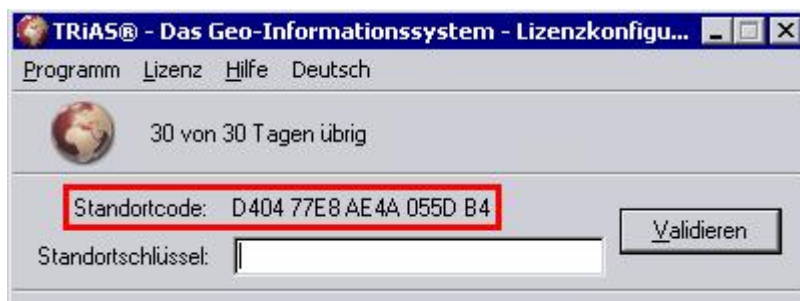 TRiAS® - Das Geo-Informationssystem - Lizenzkonfigu...
Programm Lizenz Hilfe Deutsch
30 von 30 Tagen übrig
Standortcode: D404 77E8 AE4A 055D B4
Validieren
Standortschlüssel: